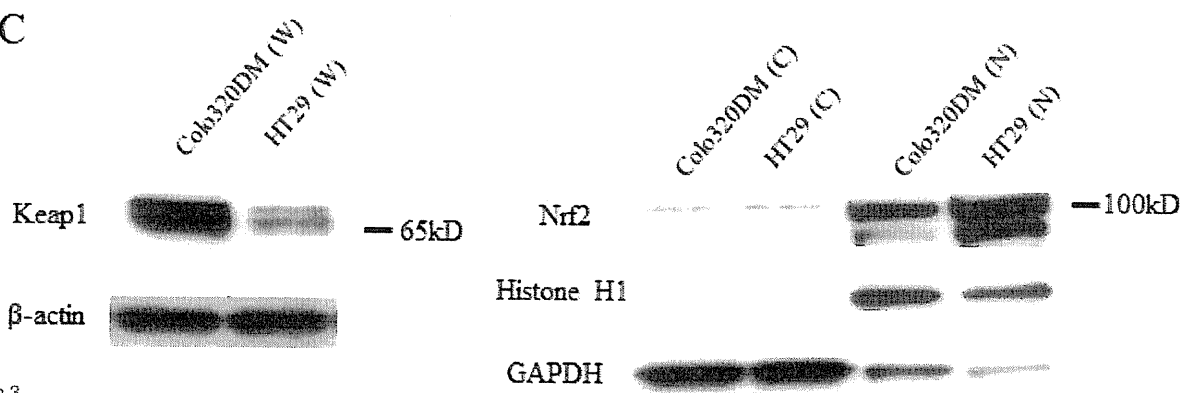 C
Colo320DM (W)
HT29 (W)
Colo320DM (C)
HT29 (C)
Colo320DM (N)
HT29 (N)
Keap1
65kD
Nrf2
100kD
Histone H1
β-actin
GAPDH